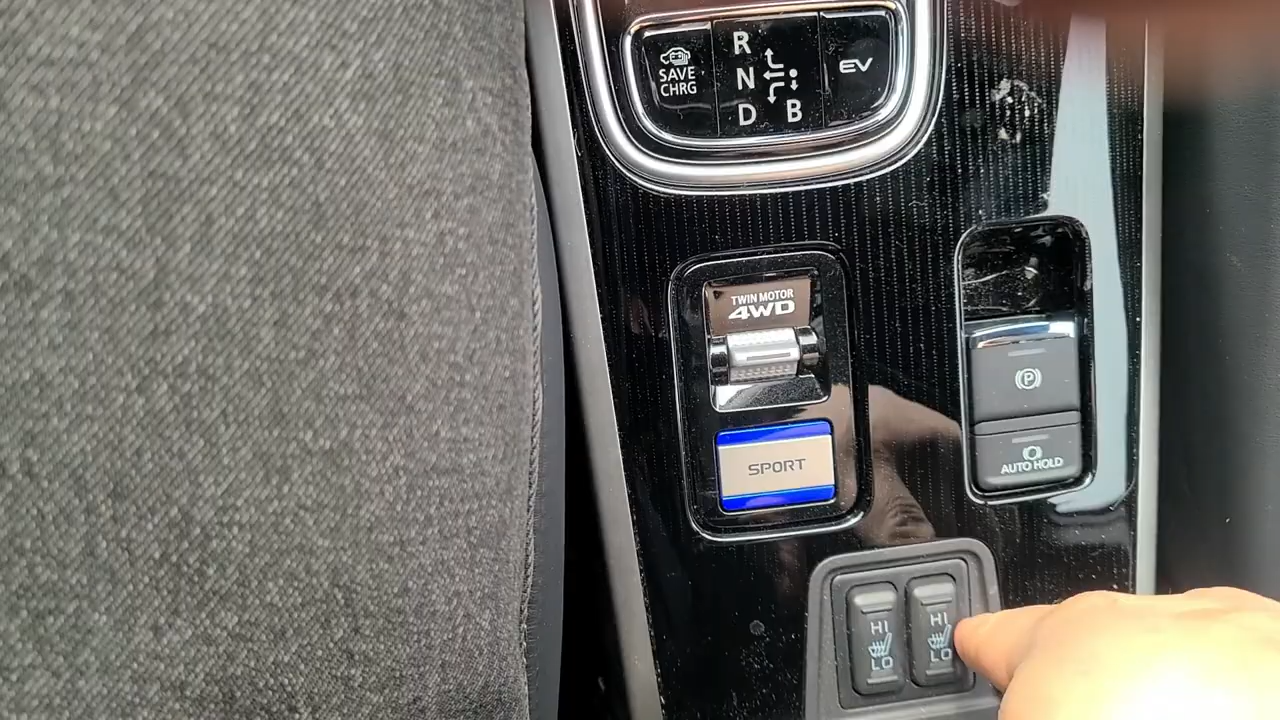 SAVE
CHRG
R
N
D
B
EV
TWIN MOTOR
4WD
SPORT
P
AUTO HOLD
HI
LO
HI
LO